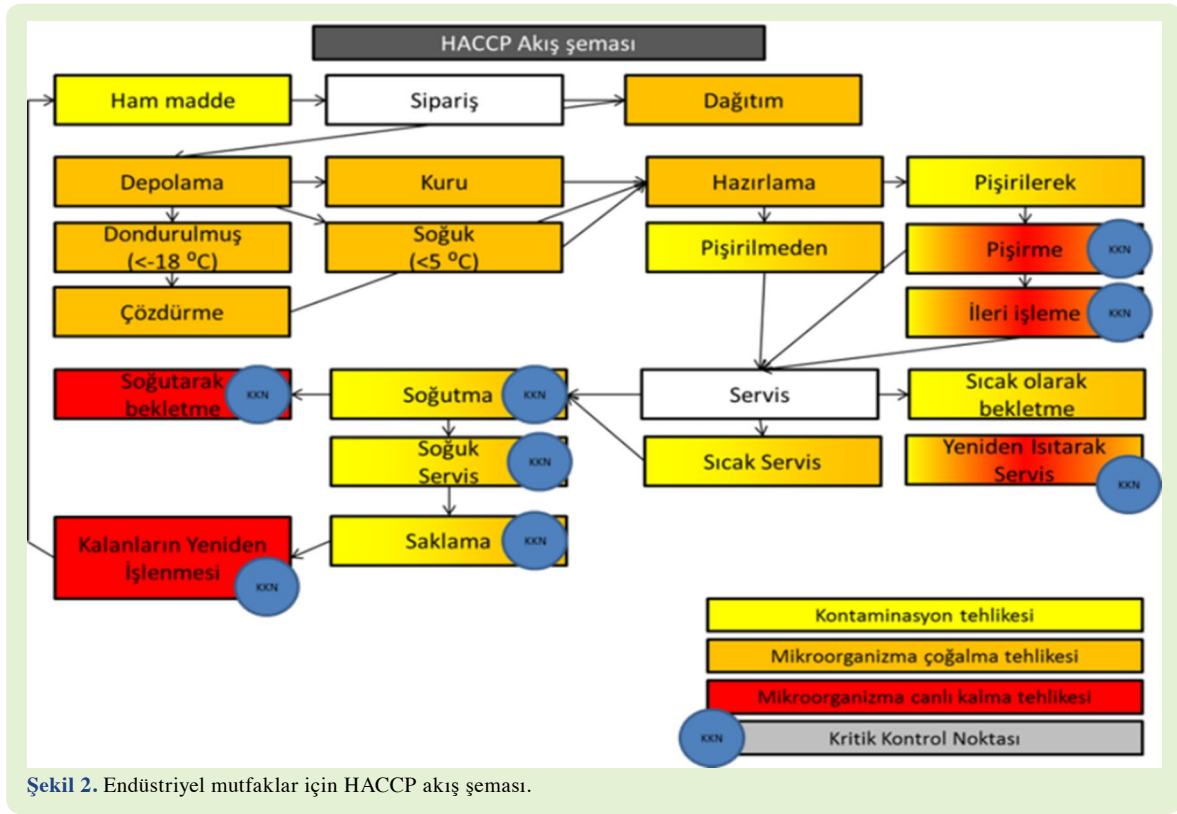 HACCP Akış şeması
Ham madde
Sipariş
Dağıtım
Depolama
Kuru
Hazırlama
Pişirilerek
Dondurulmuş
(<-18 °C)
Soğuk
(<5 °C)
Pişirilmeden
Pişirme
KKN
Çözdürme
İleri işleme
KKN
Soğutarak
bekletme
KKN
Soğutma
KKN
Servis
Sıcak olarak
bekletme
Soğuk
Servis
KKN
Sıcak Servis
Yeniden Isıtarak
Servis
KKN
Kalanların Yeniden
İşlenmesi
KKN
Saklama
KKN
Kontaminasyon tehlikesi
Mikroorganizma çoğalma tehlikesi
Mikroorganizma canlı kalma tehlikesi
KKN
Kritik Kontrol Noktası
Şekil 2. Endüstriyel mutfaklar için HACCP akış şeması.